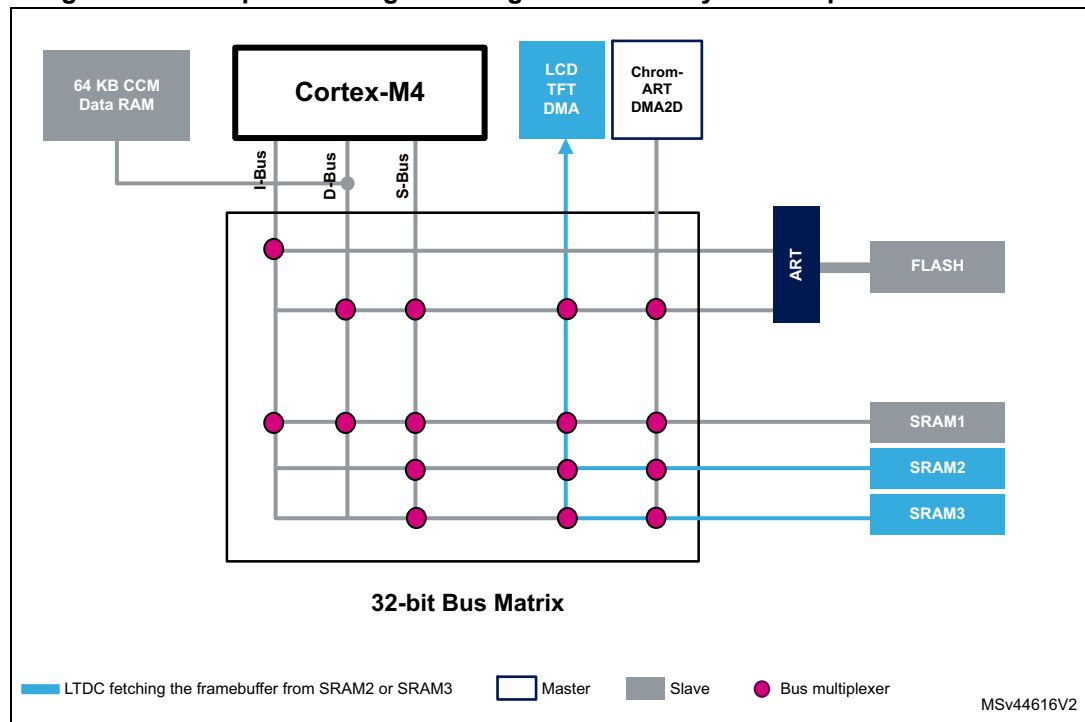 64 KB CCM
Data RAM
Cortex-M4
LCD
TFT
DMA
Chrom-
ART
DMA2D
I-Bus
D-Bus
S-Bus
ART
FLASH
SRAM1
SRAM2
SRAM3
32-bit Bus Matrix
LTDC fetching the framebuffer from SRAM2 or SRAM3
Master
Slave
Bus multiplexer
MSv44616V2